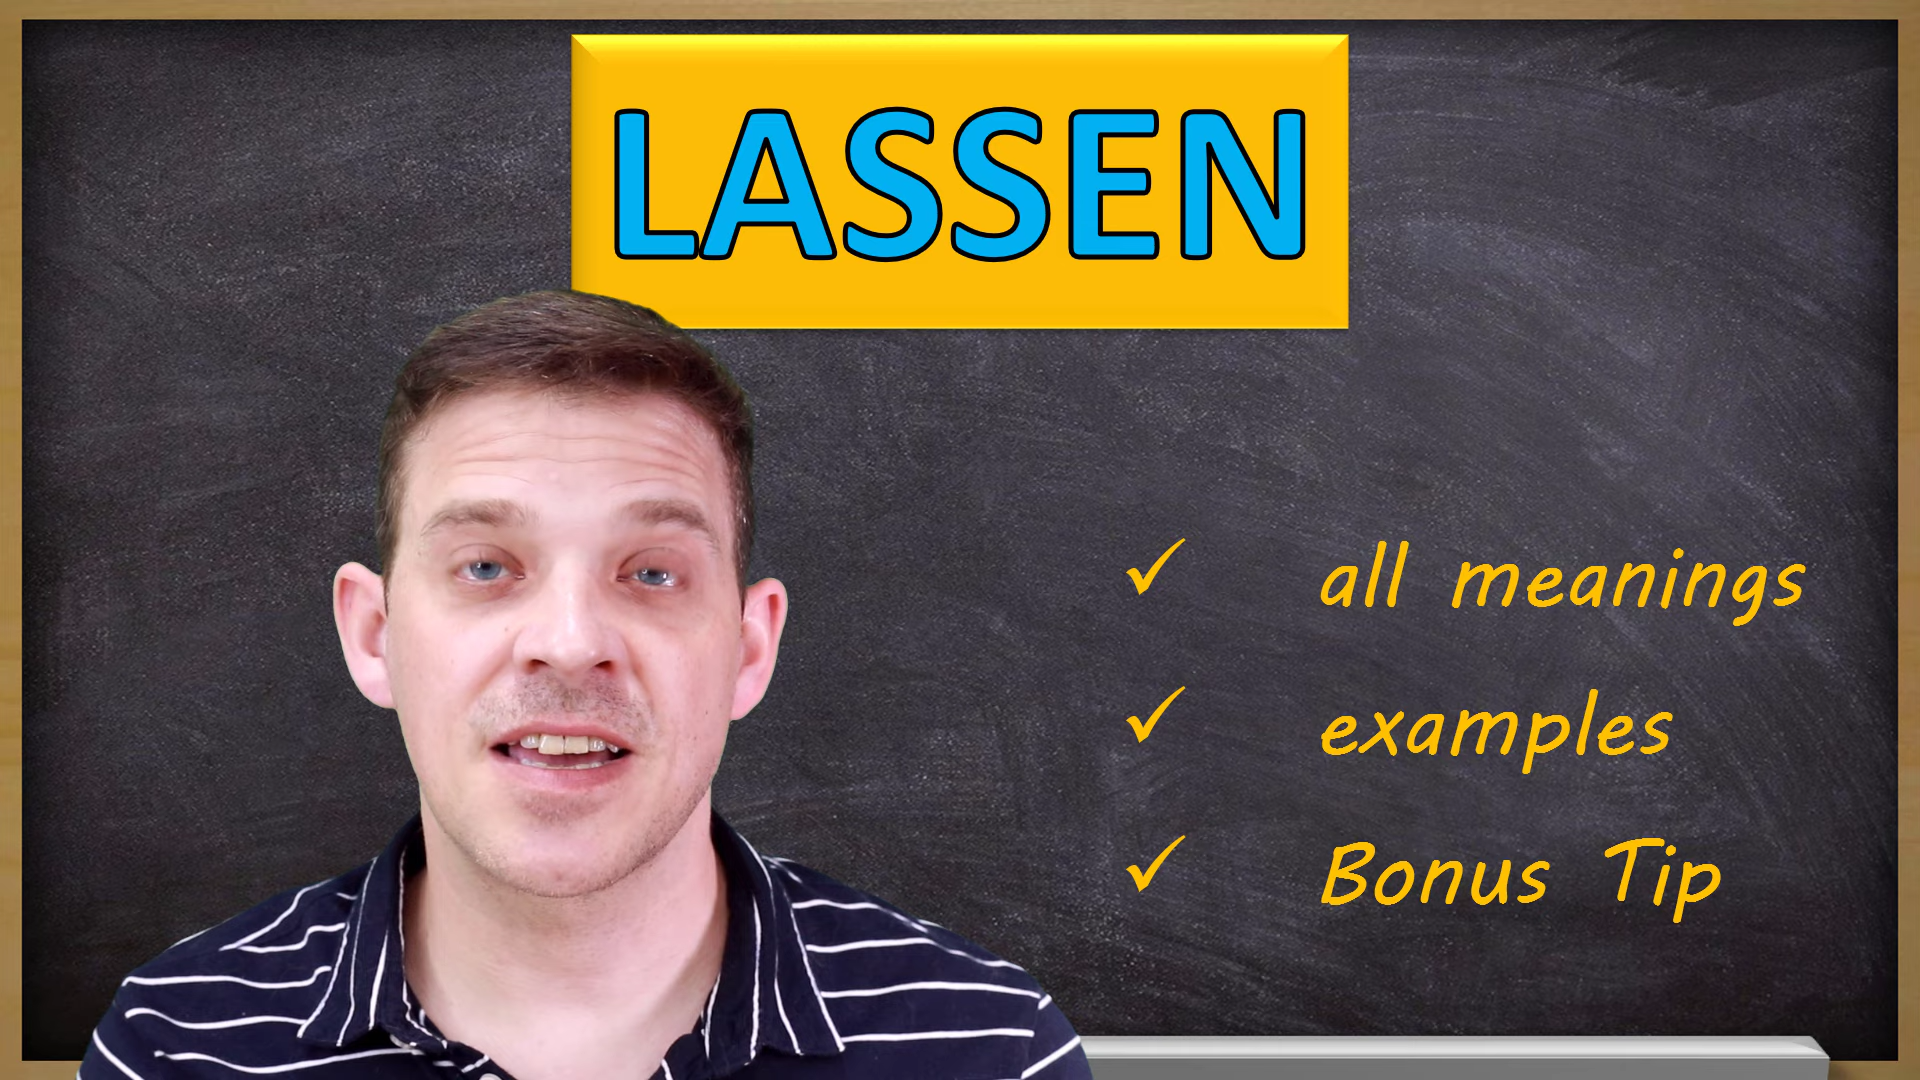 LASSEN
✓ all meanings
✓ examples
✓ Bonus Tip